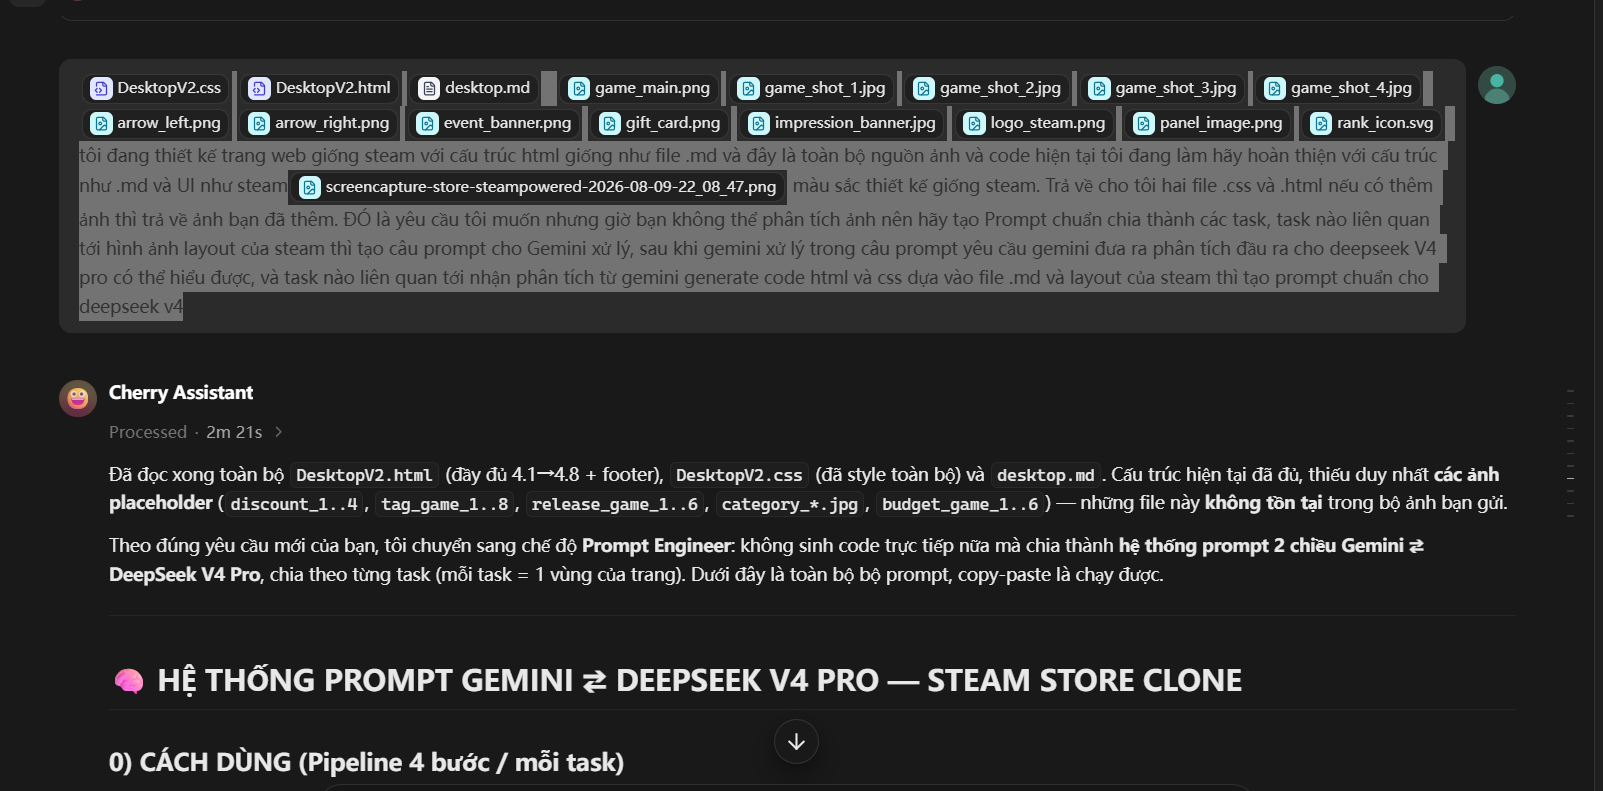 DesktopV2.css DesktopV2.html desktop.md game_main.png game_shot_1.jpg game_shot_2.jpg game_shot_3.jpg game_shot_4.jpg
arrow_left.png arrow_right.png event_banner.png gift_card.png impression_banner.jpg logo_steam.png panel_image.png rank_icon.svg
tôi đang thiết kế trang web giống steam với cấu trúc html giống như file .md và đây là toàn bộ nguồn ảnh và code hiện tại tôi đang làm hãy hoàn thiện với cấu trúc
như .md và UI như steam screencapture-store-steampowered-2026-08-09-22_08_47.png màu sắc thiết kế giống steam. Trả về cho tôi hai file .css và .html nếu có thêm
ảnh thì trả về ảnh bạn đã thêm. ĐÓ là yêu cầu tôi muốn nhưng giờ bạn không thể phân tích ảnh nên hãy tạo Prompt chuẩn chia thành các task, task nào liên quan
tới hình ảnh layout của steam thì tạo câu prompt cho Gemini xử lý, sau khi gemini xử lý trong câu prompt yêu cầu gemini đưa ra phân tích đầu ra cho deepseek V4
pro có thể hiểu được, và task nào liên quan tới nhận phân tích từ gemini generate code html và css dựa vào file .md và layout của steam thì tạo prompt chuẩn cho
deepseek v4
Cherry Assistant
Processed · 2m 21s >
Đã đọc xong toàn bộ DesktopV2.html (đầy đủ 4.1→4.8 + footer), DesktopV2.css (đã style toàn bộ) và desktop.md. Cấu trúc hiện tại đã đủ, thiếu duy nhất các ảnh
placeholder (discount_1..4, tag_game_1..8, release_game_1..6, category_*.jpg, budget_game_1..6) — những file này không tồn tại trong bộ ảnh bạn gửi.
Theo đúng yêu cầu mới của bạn, tôi chuyển sang chế độ Prompt Engineer: không sinh code trực tiếp nữa mà chia thành hệ thống prompt 2 chiều Gemini ⇄
DeepSeek V4 Pro, chia theo từng task (mỗi task = 1 vùng của trang). Dưới đây là toàn bộ bộ prompt, copy-paste là chạy được.
🧠 HỆ THỐNG PROMPT GEMINI ⇄ DEEPSEEK V4 PRO — STEAM STORE CLONE
0) CÁCH DÙNG (Pipeline 4 bước / mỗi task)